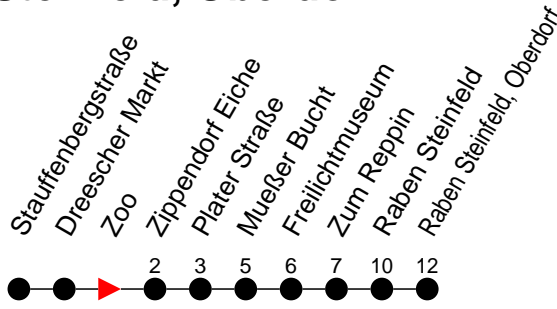 Stauffenbergstraße
Dreescher Markt
Zoo
Zippendorf Eiche
Plater Straße
Mueßer Bucht
Freilichtmuseum
Zum Reppin
Raben Steinfeld
Raben Steinfeld, Oberdorf
2 3 5 6 7 10 12